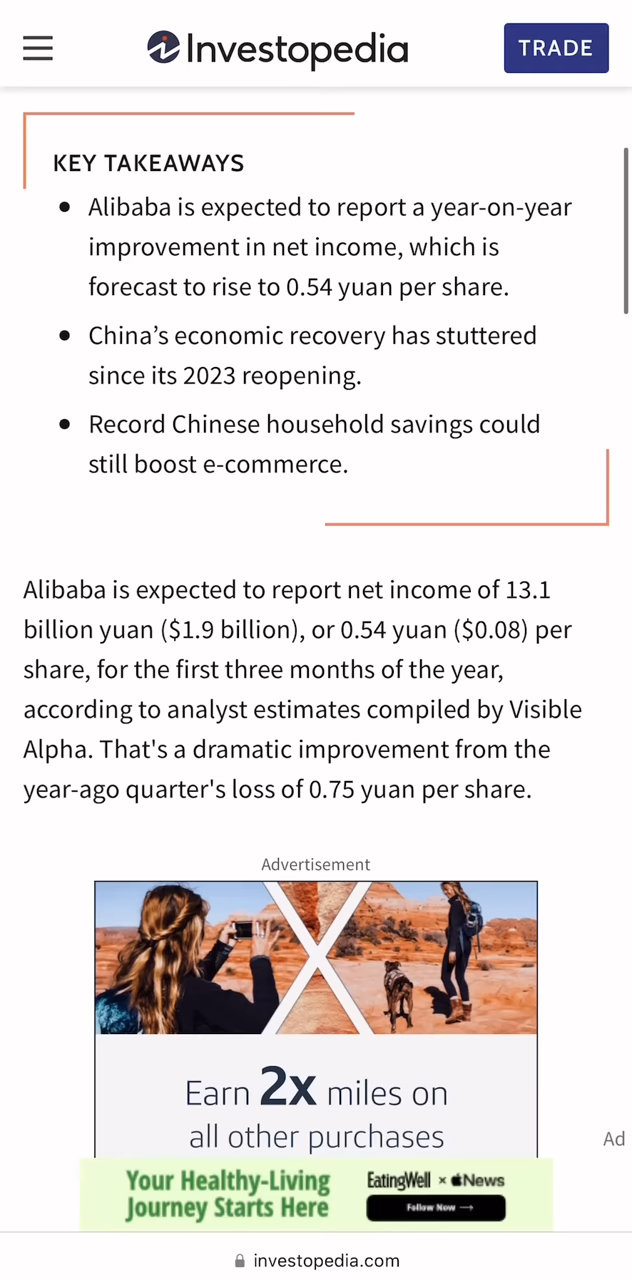 Investopedia
TRADE
KEY TAKEAWAYS
• Alibaba is expected to report a year-on-year
improvement in net income, which is
forecast to rise to 0.54 yuan per share.
• China’s economic recovery has stuttered
since its 2023 reopening.
• Record Chinese household savings could
still boost e-commerce.
Alibaba is expected to report net income of 13.1
billion yuan ($1.9 billion), or 0.54 yuan ($0.08) per
share, for the first three months of the year,
according to analyst estimates compiled by Visible
Alpha. That's a dramatic improvement from the
year-ago quarter's loss of 0.75 yuan per share.
Advertisement
Earn 2x miles on
all other purchases
Ad
Your Healthy-Living
Journey Starts Here
EatingWell × News
Follow Now →
investopedia.com